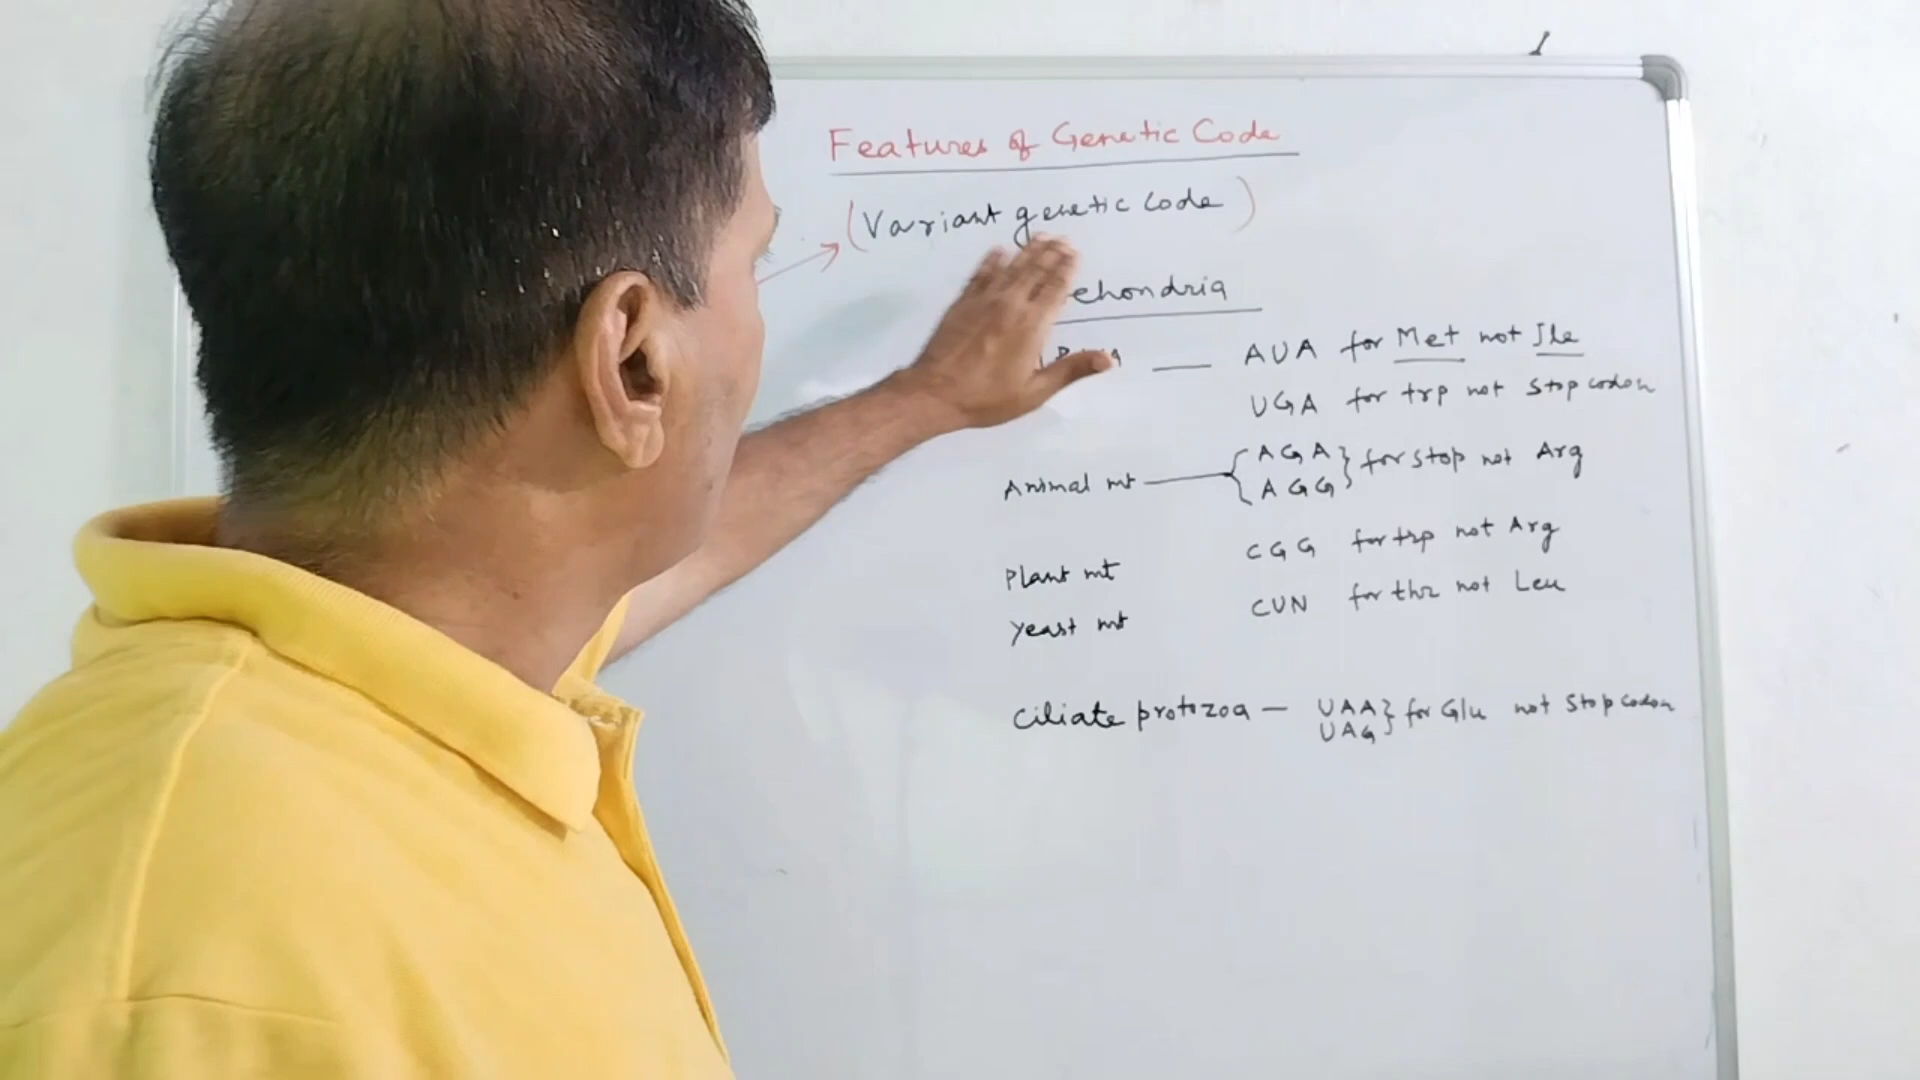 Features of Genetic Code
(Variant genetic code)
chondria
AUA for Met not Ile
UGA for trp not Stop codon
Animal mt — { AGA } for stop not Arg
AGG
Plant mt CGG for trp not Arg
Yeast mt CUN for thr not Leu
Ciliate protozoa — UAA } for Glu not Stop codon
UAG